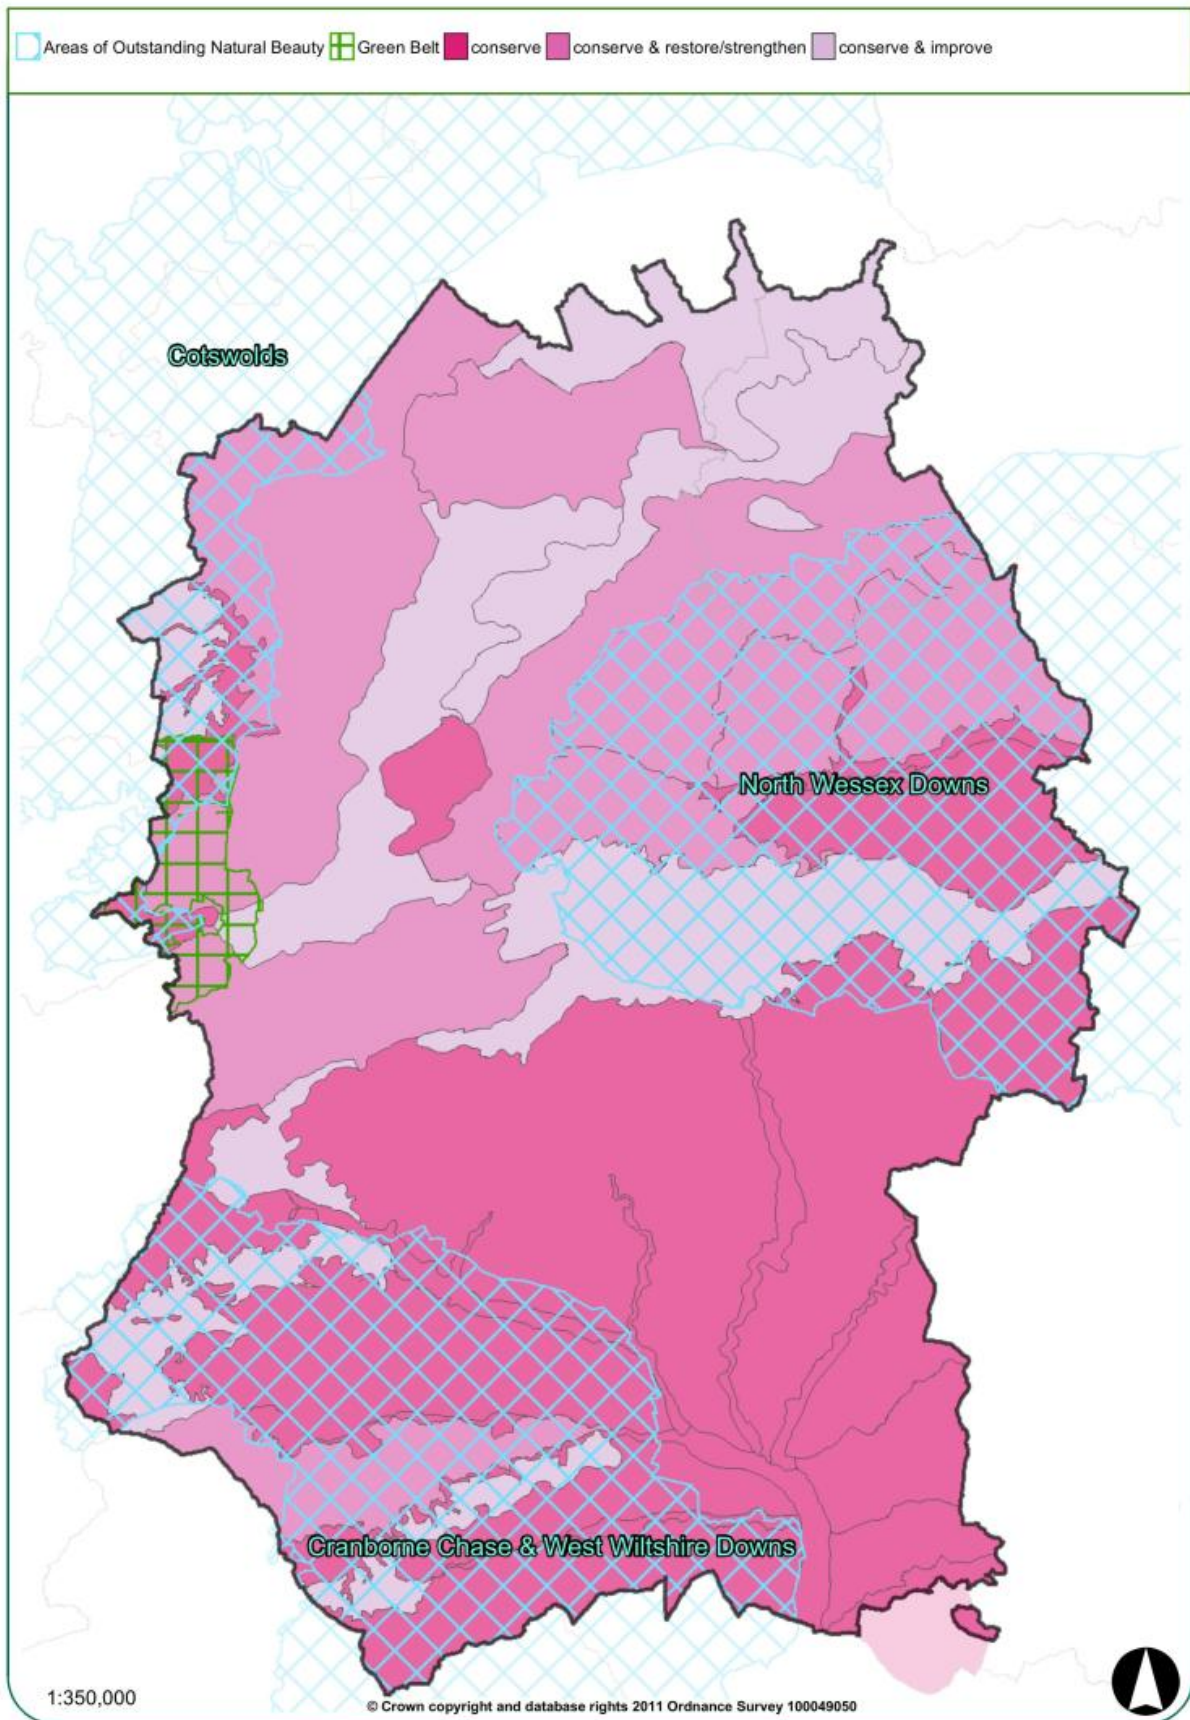 Areas of Outstanding Natural Beauty Green Belt conserve conserve & restore/strengthen conserve & improve
Cotswolds
North Wessex Downs
Cranborne Chase & West Wiltshire Downs
1:350,000
© Crown copyright and database rights 2011 Ordnance Survey 100049050